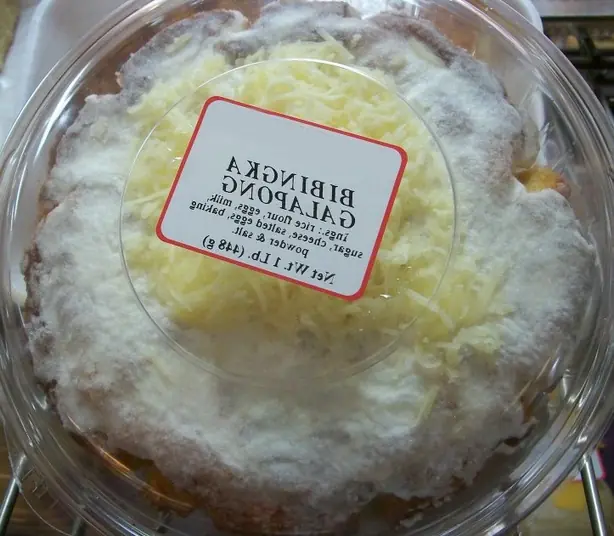 BIBINGKA
GALAPONG
ings.: rice flour, eggs, milk,
sugar, cheese, salted eggs, baking
powder & salt.
Net Wt. 1 Lb. (448 g)